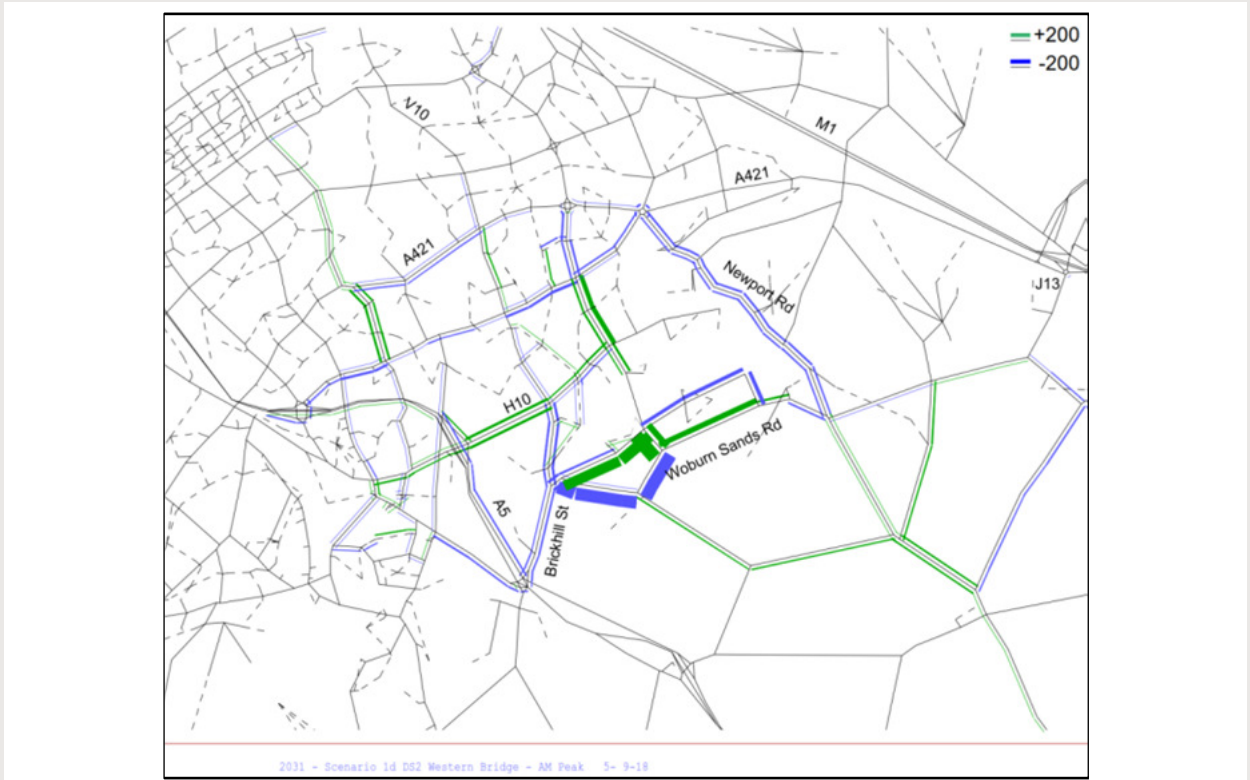 +200
-200
V10
M1
A421
A421
J13
Newport Rd
H10
Woburn Sands Rd
A5
Brickhill St
2031 - Scenario 1d DS2 Western Bridge - AM Peak 5- 9-18